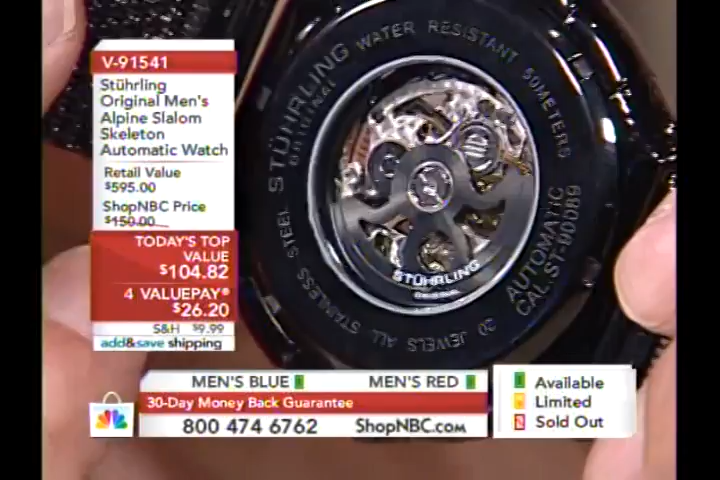 V-91541
Stührling
Original Men's
Alpine Slalom
Skeleton
Automatic Watch
Retail Value
$595.00
ShopNBC Price
$150.00
TODAY'S TOP
VALUE
$104.82
4 VALUEPAY®
$26.20
S&H $9.99
add&save shipping
STÜHRLING
ORIGINAL
WATER RESISTANT 50METERS
AUTOMATIC
CAL.ST-90089
20 JEWELS ALL STAINLESS STEEL
STÜHRLING
ORIGINAL
MEN'S BLUE
MEN'S RED
30-Day Money Back Guarantee
800 474 6762
ShopNBC.com
Available
Limited
Sold Out